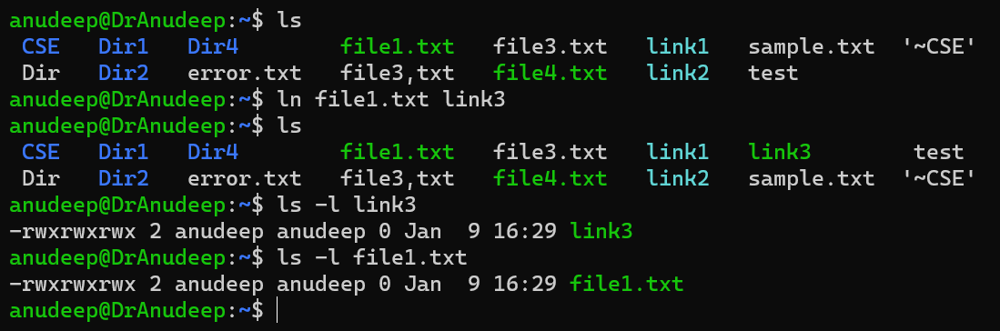 anudeep@DrAnudeep:~$ ls
 CSE   Dir1   Dir4        file1.txt   file3.txt   link1   sample.txt  '~CSE'
 Dir   Dir2   error.txt   file3,txt   file4.txt   link2   test
anudeep@DrAnudeep:~$ ln file1.txt link3
anudeep@DrAnudeep:~$ ls
 CSE   Dir1   Dir4        file1.txt   file3.txt   link1   link3        test
 Dir   Dir2   error.txt   file3,txt   file4.txt   link2   sample.txt  '~CSE'
anudeep@DrAnudeep:~$ ls -l link3
-rwxrwxrwx 2 anudeep anudeep 0 Jan  9 16:29 link3
anudeep@DrAnudeep:~$ ls -l file1.txt
-rwxrwxrwx 2 anudeep anudeep 0 Jan  9 16:29 file1.txt
anudeep@DrAnudeep:~$